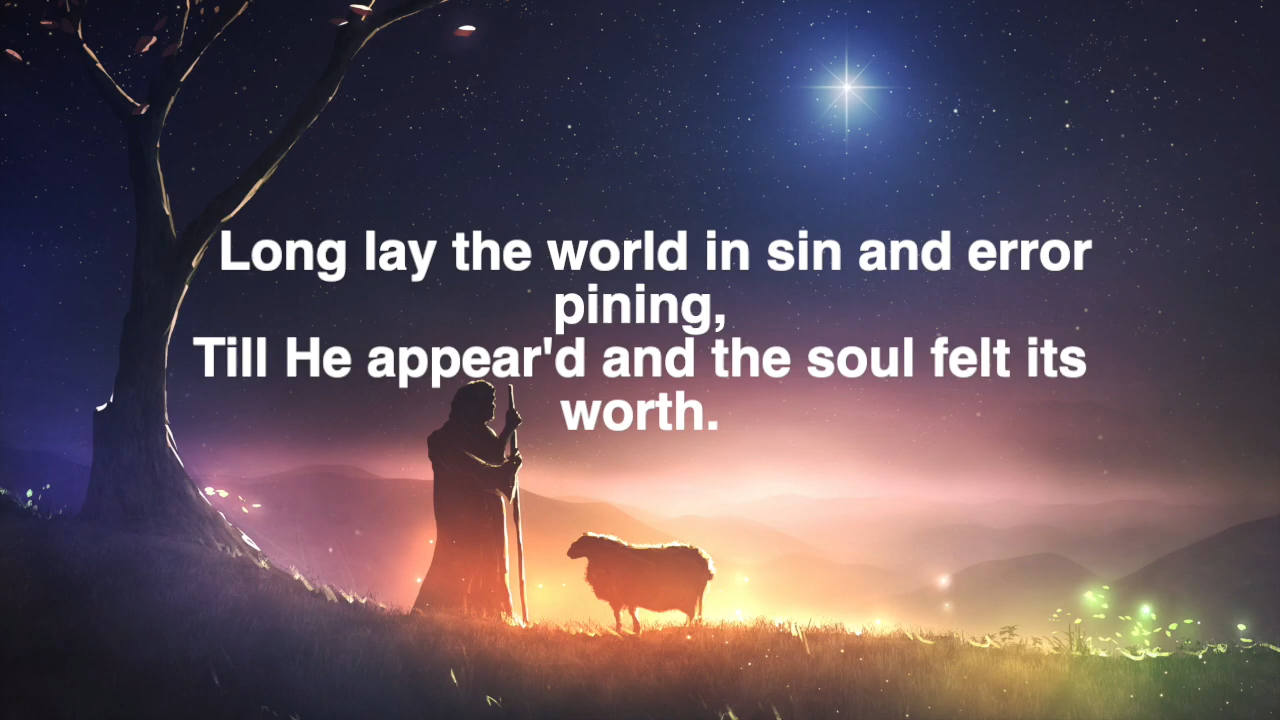 Long lay the world in sin and error
pining,
Till He appear'd and the soul felt its
worth.